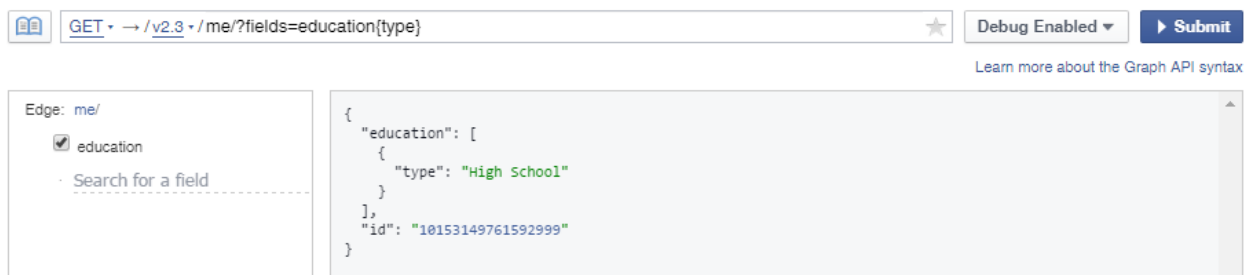 GET → /v2.3 /me/?fields=education{type}
Debug Enabled
Submit
Learn more about the Graph API syntax
Edge: me/
education
Search for a field
{
"education": [
{
"type": "High School"
}
],
"id": "10153149761592999"
}